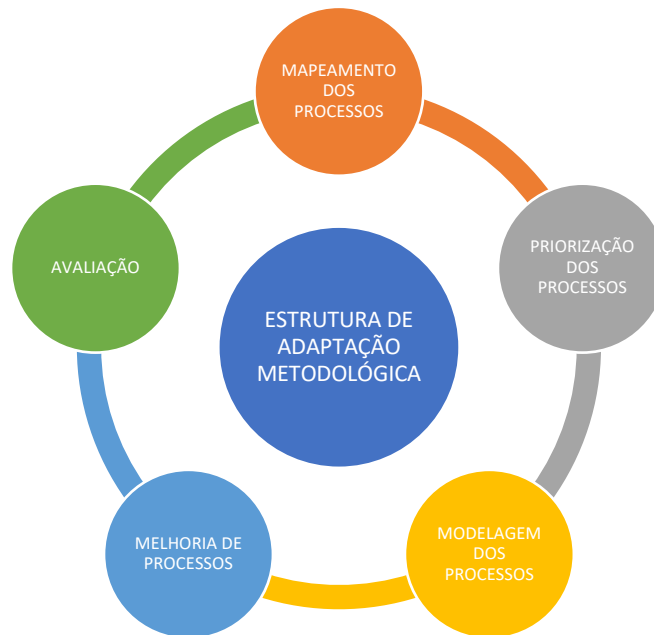 MAPEAMENTO
DOS
PROCESSOS
PRIORIZAÇÃO
DOS
PROCESSOS
AVALIAÇÃO
ESTRUTURA DE
ADAPTAÇÃO
METODOLÓGICA
MELHORIA DE
PROCESSOS
MODELAGEM
DOS
PROCESSOS